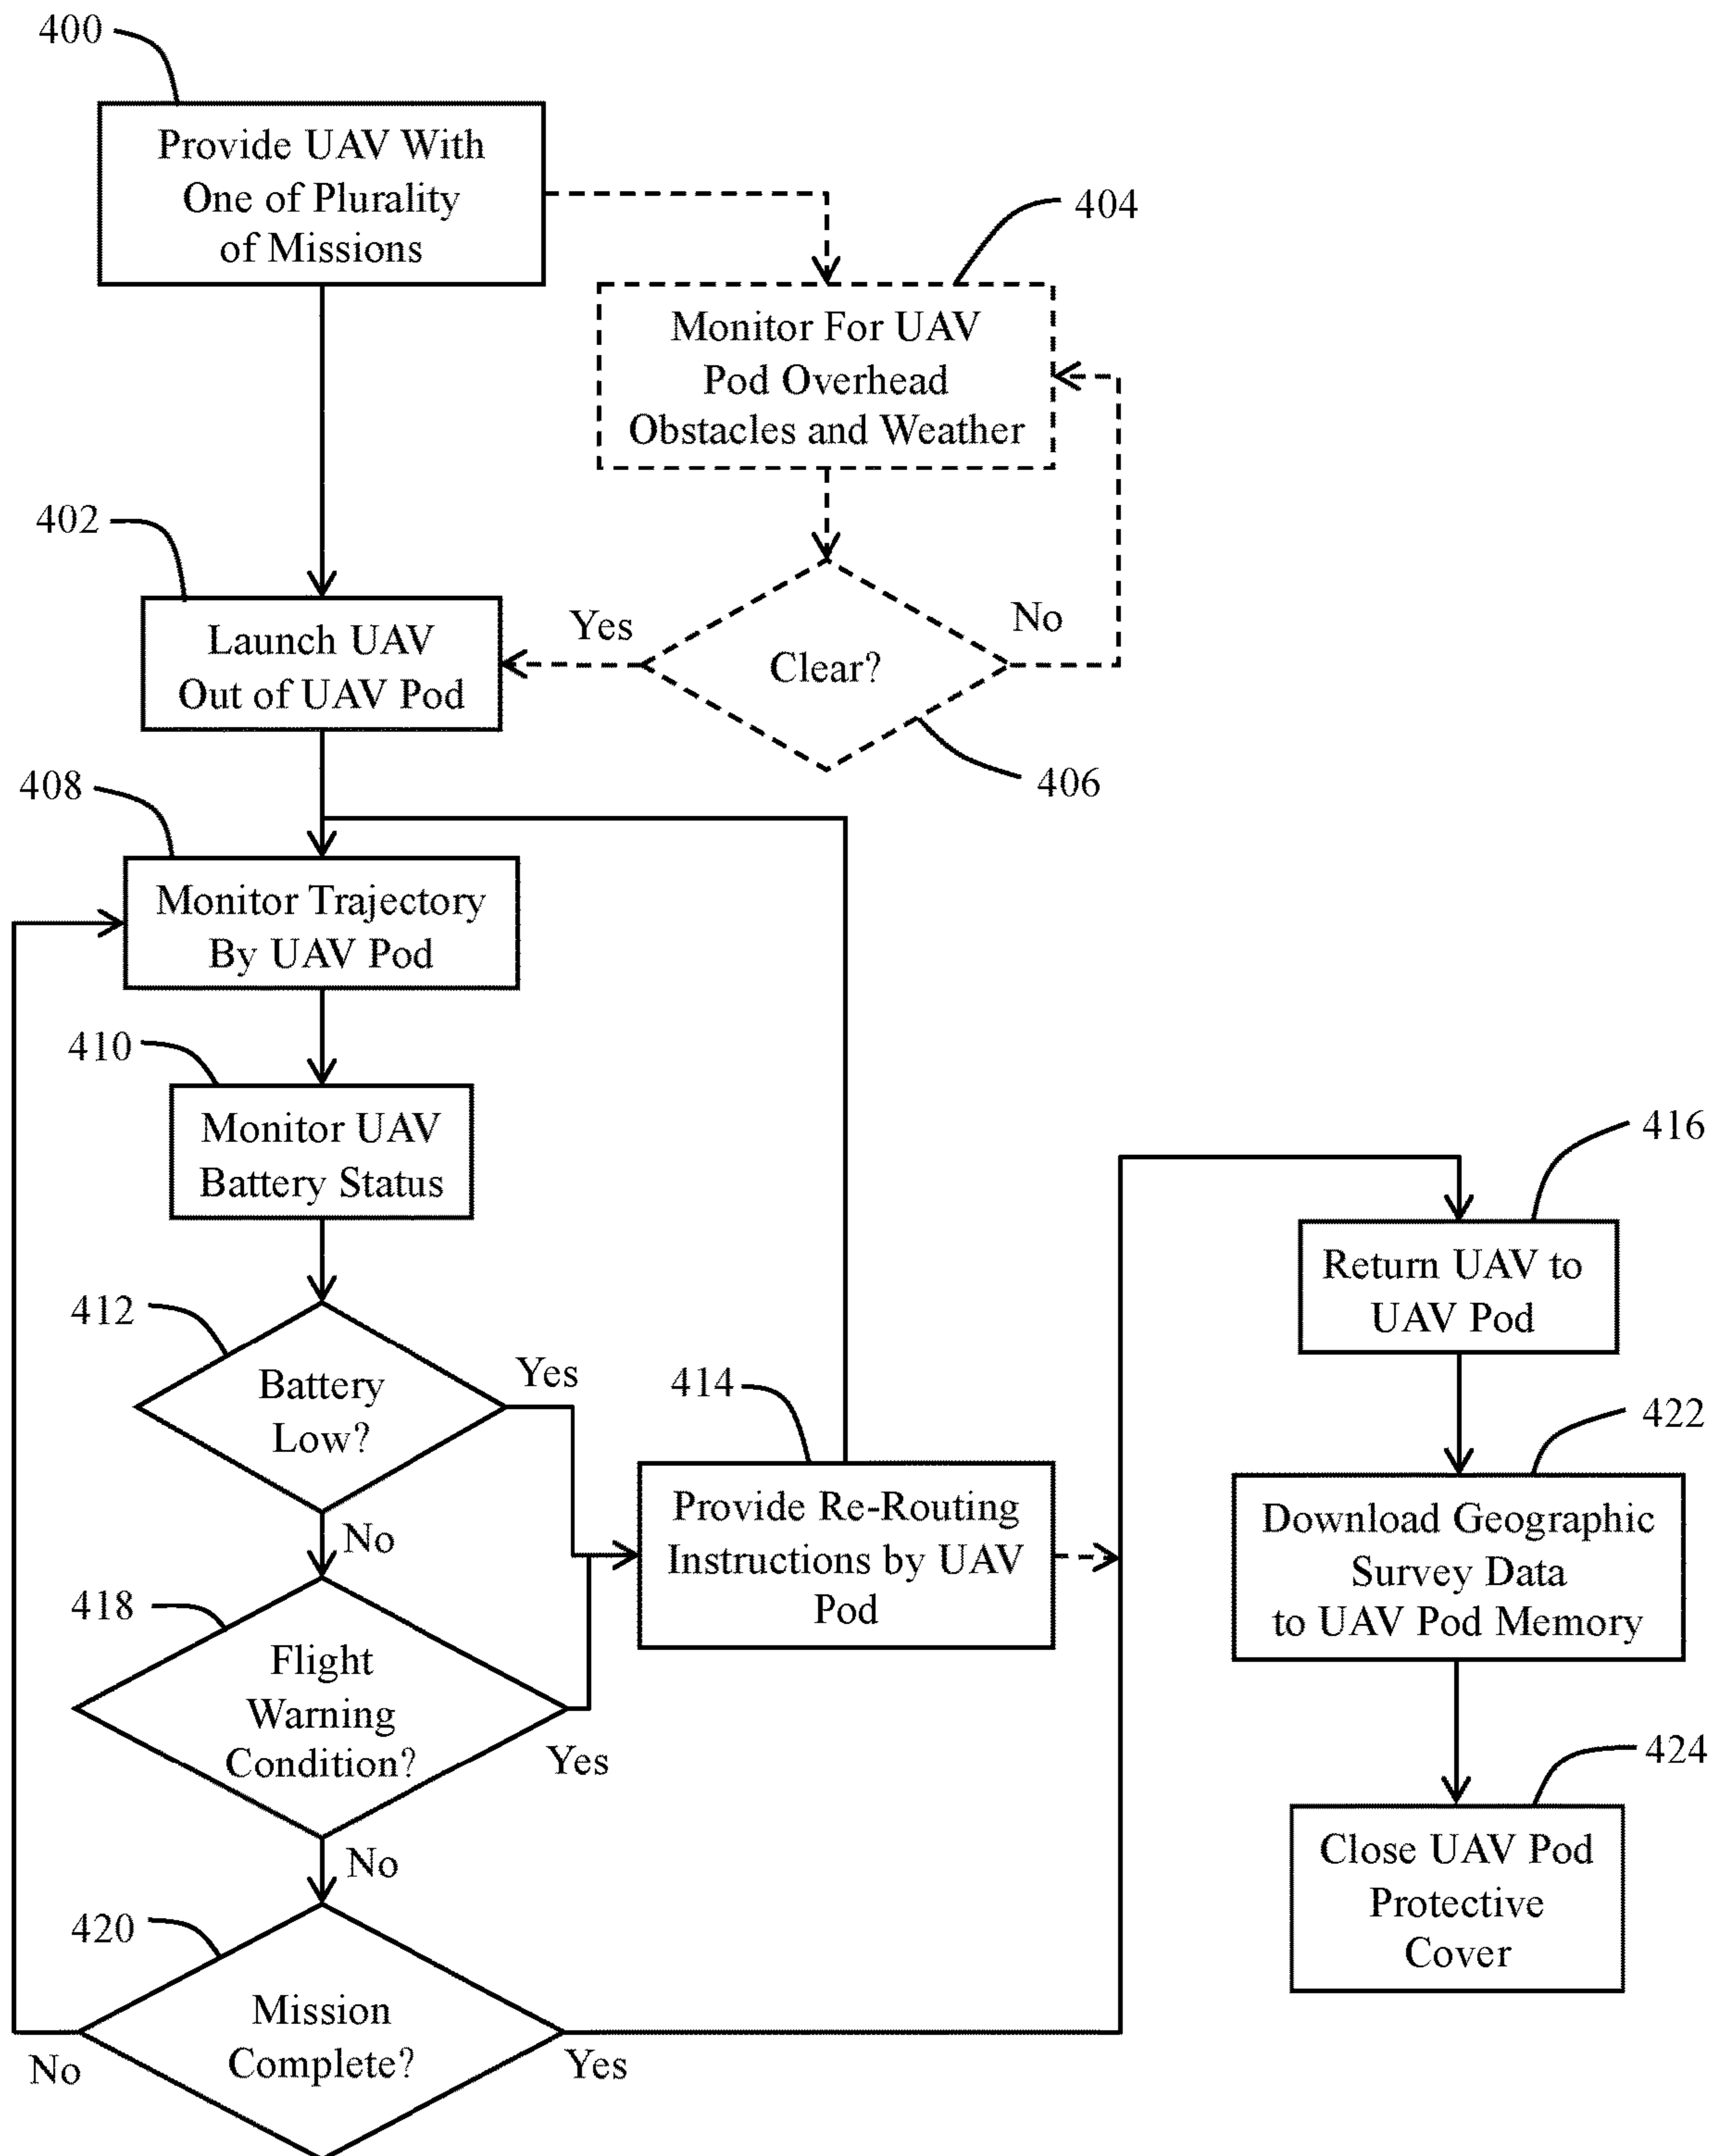 400
Provide UAV With
One of Plurality
of Missions
404
Monitor For UAV
Pod Overhead
Obstacles and Weather
402
Launch UAV
Out of UAV Pod
Yes
Clear?
No
406
408
Monitor Trajectory
By UAV Pod
410
Monitor UAV
Battery Status
412
Battery
Low?
Yes
No
414
Provide Re-Routing
Instructions by UAV
Pod
418
Flight
Warning
Condition?
Yes
No
420
Mission
Complete?
No
Yes
416
Return UAV to
UAV Pod
422
Download Geographic
Survey Data
to UAV Pod Memory
424
Close UAV Pod
Protective
Cover